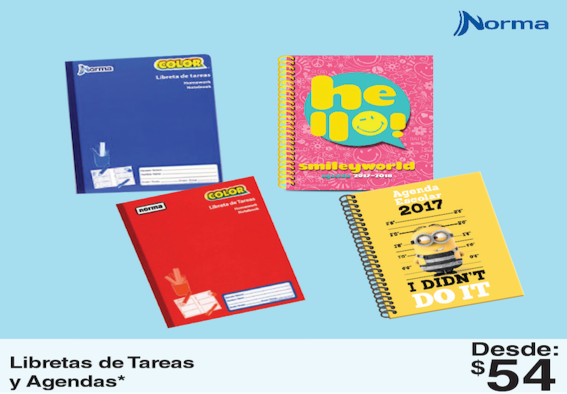 Norma
Norma
COLOR
Libreta de tareas
Homework
Notebook
he
llo!
smileyworld
agenda 2017-2018
norma
COLOR
Libreta de Tareas
Homework
Notebook
Agenda
Escolar
2017
I DIDN'T
DO IT
Libretas de Tareas
y Agendas*
Desde:
$54